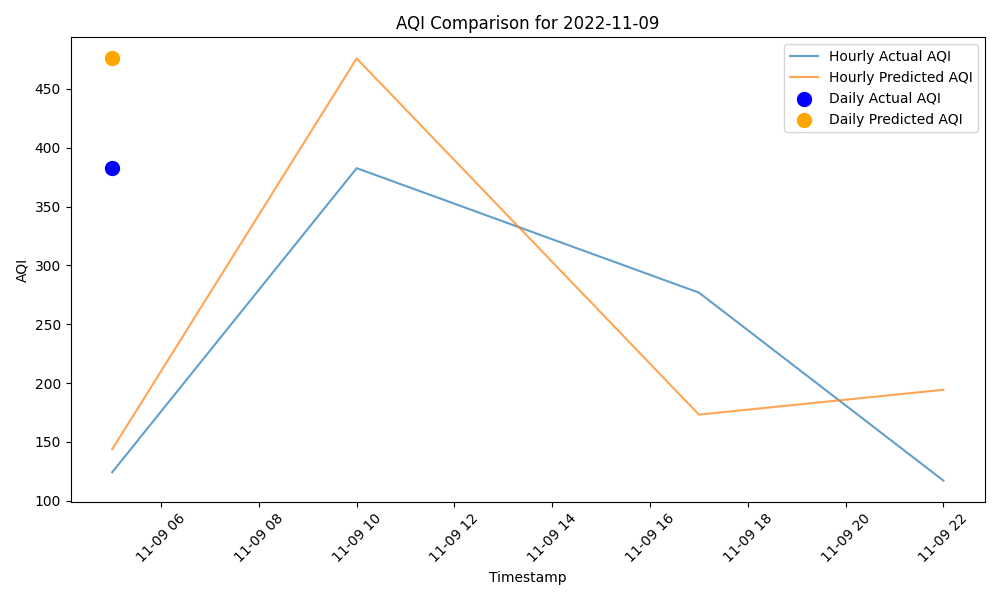 AQI Comparison for 2022-11-09
Hourly Actual AQI
Hourly Predicted AQI
Daily Actual AQI
Daily Predicted AQI
450
400
350
300
250
200
150
100
AQI
11-09 06
11-09 08
11-09 10
11-09 12
11-09 14
11-09 16
11-09 18
11-09 20
11-09 22
Timestamp